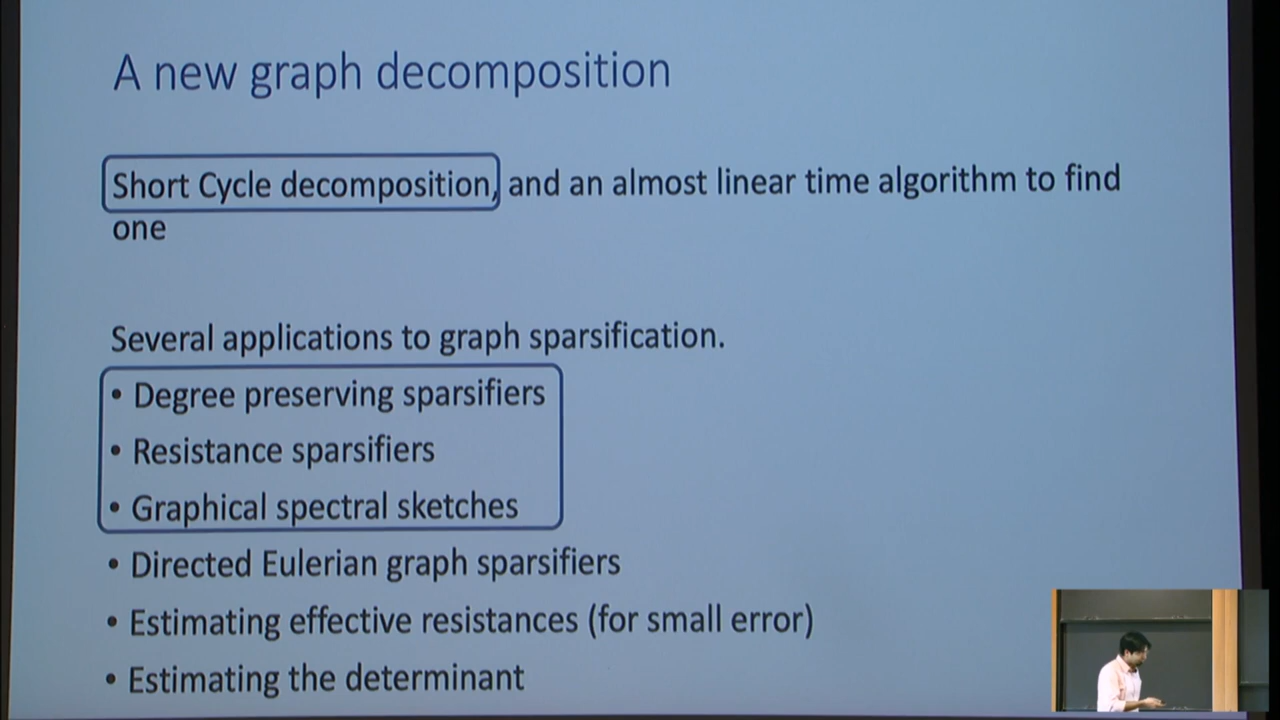 A new graph decomposition
Short Cycle decomposition, and an almost linear time algorithm to find
one
Several applications to graph sparsification.
• Degree preserving sparsifiers
• Resistance sparsifiers
• Graphical spectral sketches
• Directed Eulerian graph sparsifiers
• Estimating effective resistances (for small error)
• Estimating the determinant